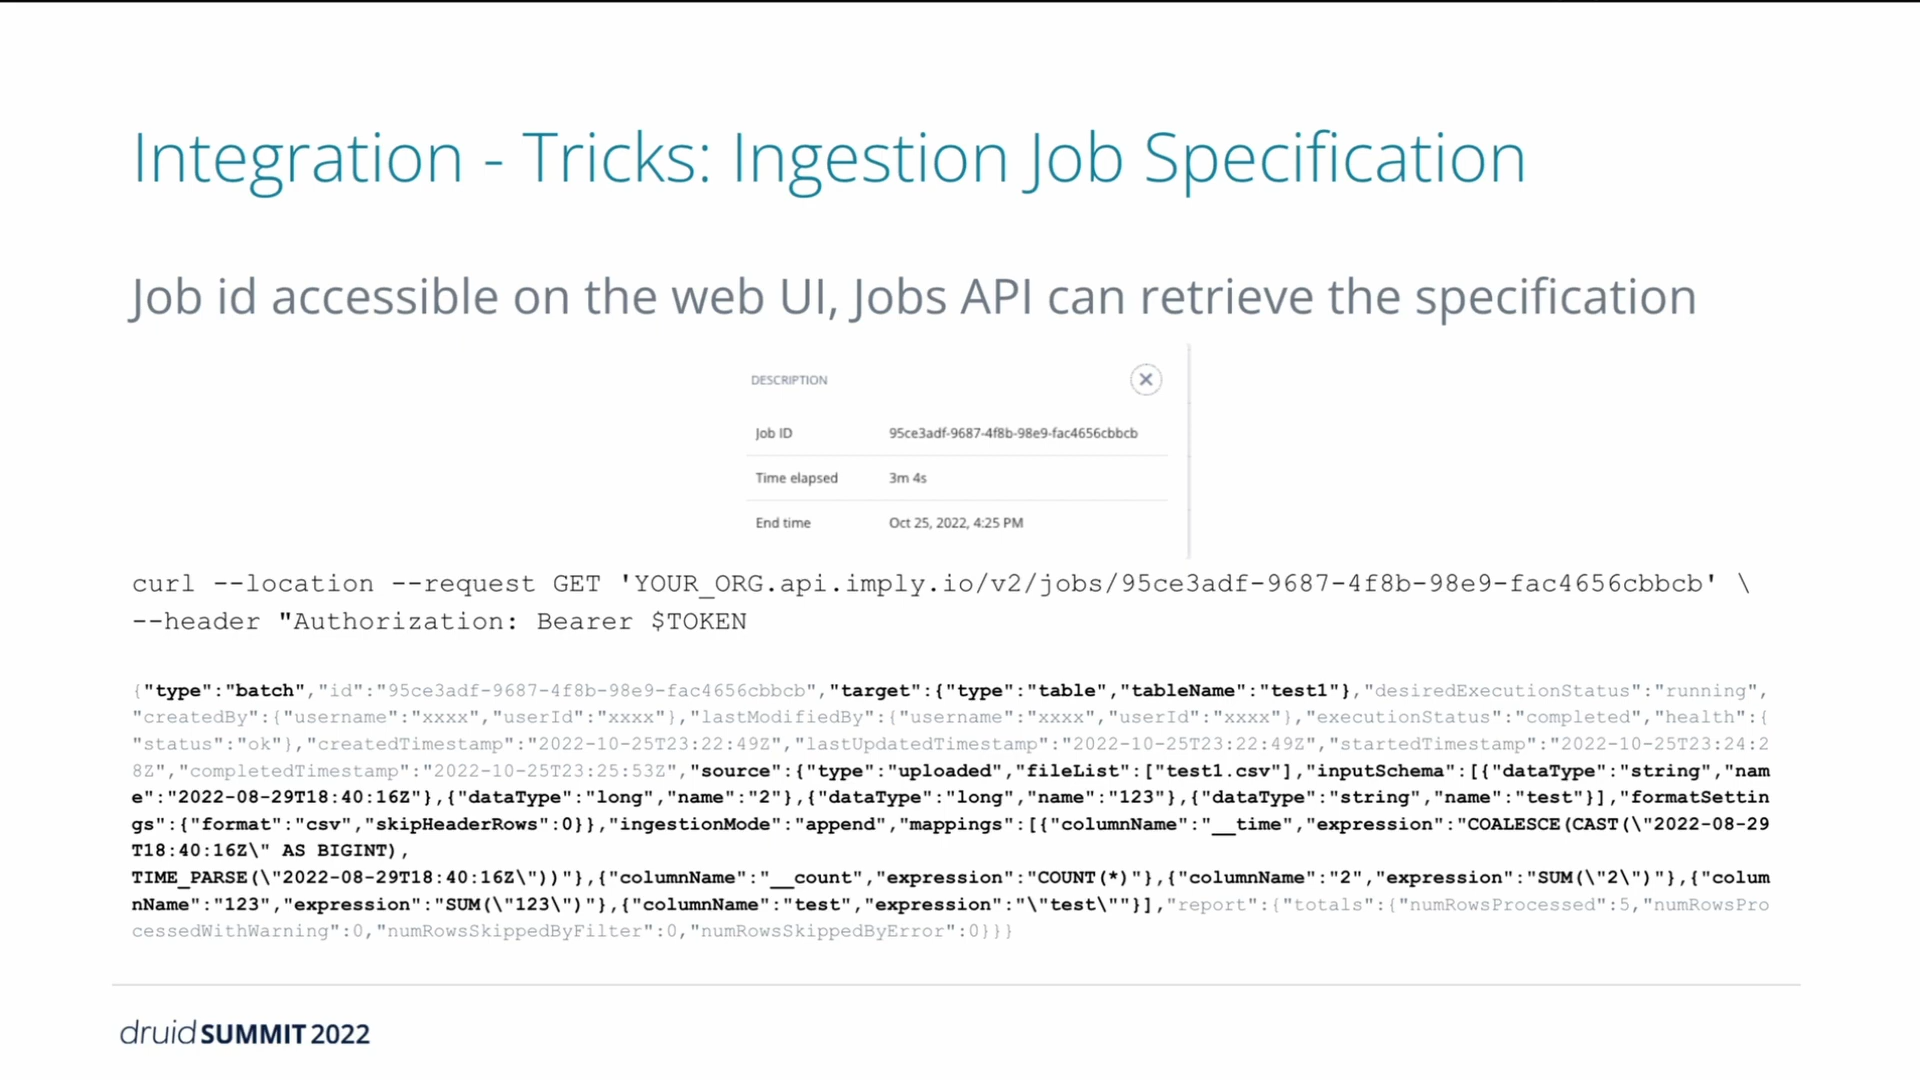 Integration - Tricks: Ingestion Job Specification
Job id accessible on the web UI, Jobs API can retrieve the specification
DESCRIPTION
Job ID 95ce3adf-9687-4f8b-98e9-fac4656cbbcb
Time elapsed 3m 4s
End time Oct 25, 2022, 4:25 PM
curl --location --request GET 'YOUR_ORG.api.imply.io/v2/jobs/95ce3adf-9687-4f8b-98e9-fac4656cbbcb' \
--header "Authorization: Bearer $TOKEN
{"type":"batch","id":"95ce3adf-9687-4f8b-98e9-fac4656cbbcb","target":{"type":"table","tableName":"test1"},"desiredExecutionStatus":"running",
"createdBy":{"username":"xxxx","userId":"xxxx"},"lastModifiedBy":{"username":"xxxx","userId":"xxxx"},"executionStatus":"completed","health":{
"status":"ok"},"createdTimestamp":"2022-10-25T23:22:49Z","lastUpdatedTimestamp":"2022-10-25T23:22:49Z","startedTimestamp":"2022-10-25T23:24:2
8Z","completedTimestamp":"2022-10-25T23:25:53Z","source":{"type":"uploaded","fileList":["test1.csv"],"inputSchema":[{"dataType":"string","nam
e":"2022-08-29T18:40:16Z"},{"dataType":"long","name":"2"},{"dataType":"long","name":"123"},{"dataType":"string","name":"test"}],"formatSettin
gs":{"format":"csv","skipHeaderRows":0}},"ingestionMode":"append","mappings":[{"columnName":"__time","expression":"COALESCE(CAST(\"2022-08-29
T18:40:16Z\" AS BIGINT),
TIME_PARSE(\"2022-08-29T18:40:16Z\"))"},{"columnName":"__count","expression":"COUNT(*)"},{"columnName":"2","expression":"SUM(\"2\")"},{"colum
nName":"123","expression":"SUM(\"123\")"},{"columnName":"test","expression":"\"test\""}],"report":{"totals":{"numRowsProcessed":5,"numRowsPro
cessedWithWarning":0,"numRowsSkippedByFilter":0,"numRowsSkippedByError":0}}}
druid SUMMIT 2022